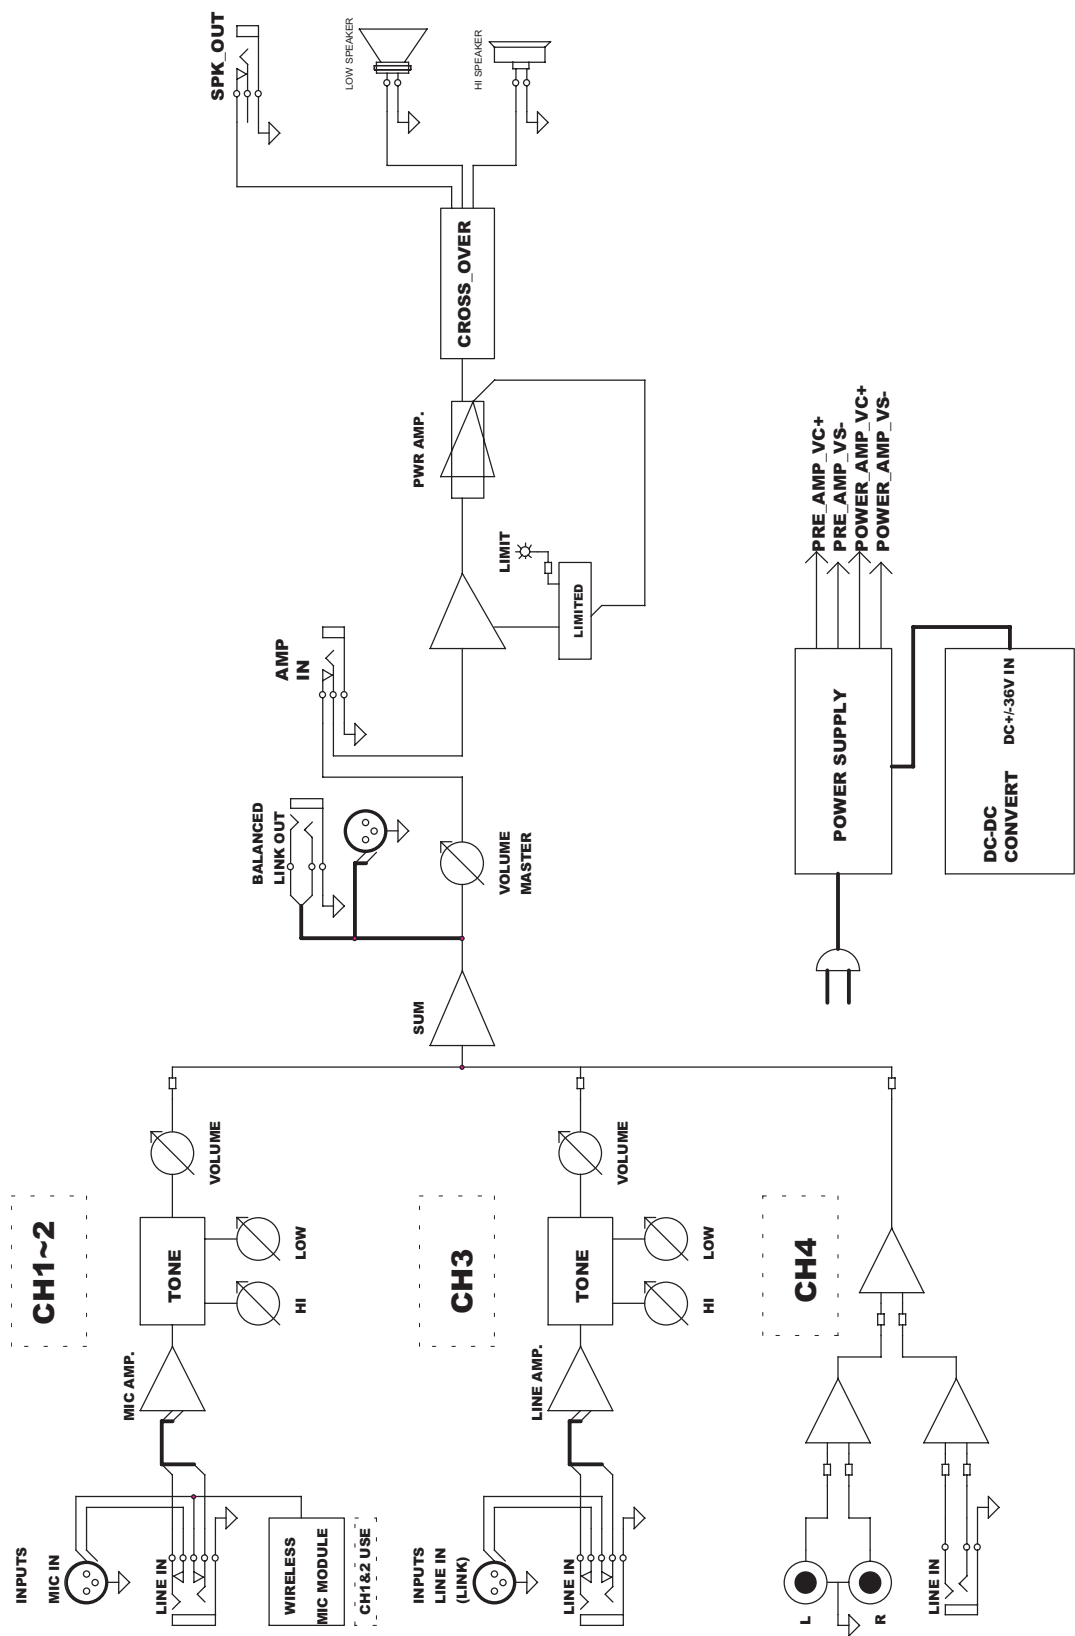 INPUTS
MIC IN
LINE IN
WIRELESS
MIC MODULE
CH1&2 USE
MIC AMP.
CH1~2
TONE
HI
LOW
VOLUME
INPUTS
LINE IN
(LINK)
LINE IN
LINE AMP.
CH3
TONE
HI
LOW
VOLUME
L
R
LINE IN
CH4
SUM
BALANCED
LINK OUT
VOLUME
MASTER
AMP
IN
LIMIT
LIMITED
PWR AMP.
CROSS_OVER
SPK_OUT
LOW SPEAKER
HI SPEAKER
POWER SUPPLY
PRE_AMP_VC+
PRE_AMP_VS-
POWER_AMP_VC+
POWER_AMP_VS-
DC-DC
CONVERT
DC+/-36V IN